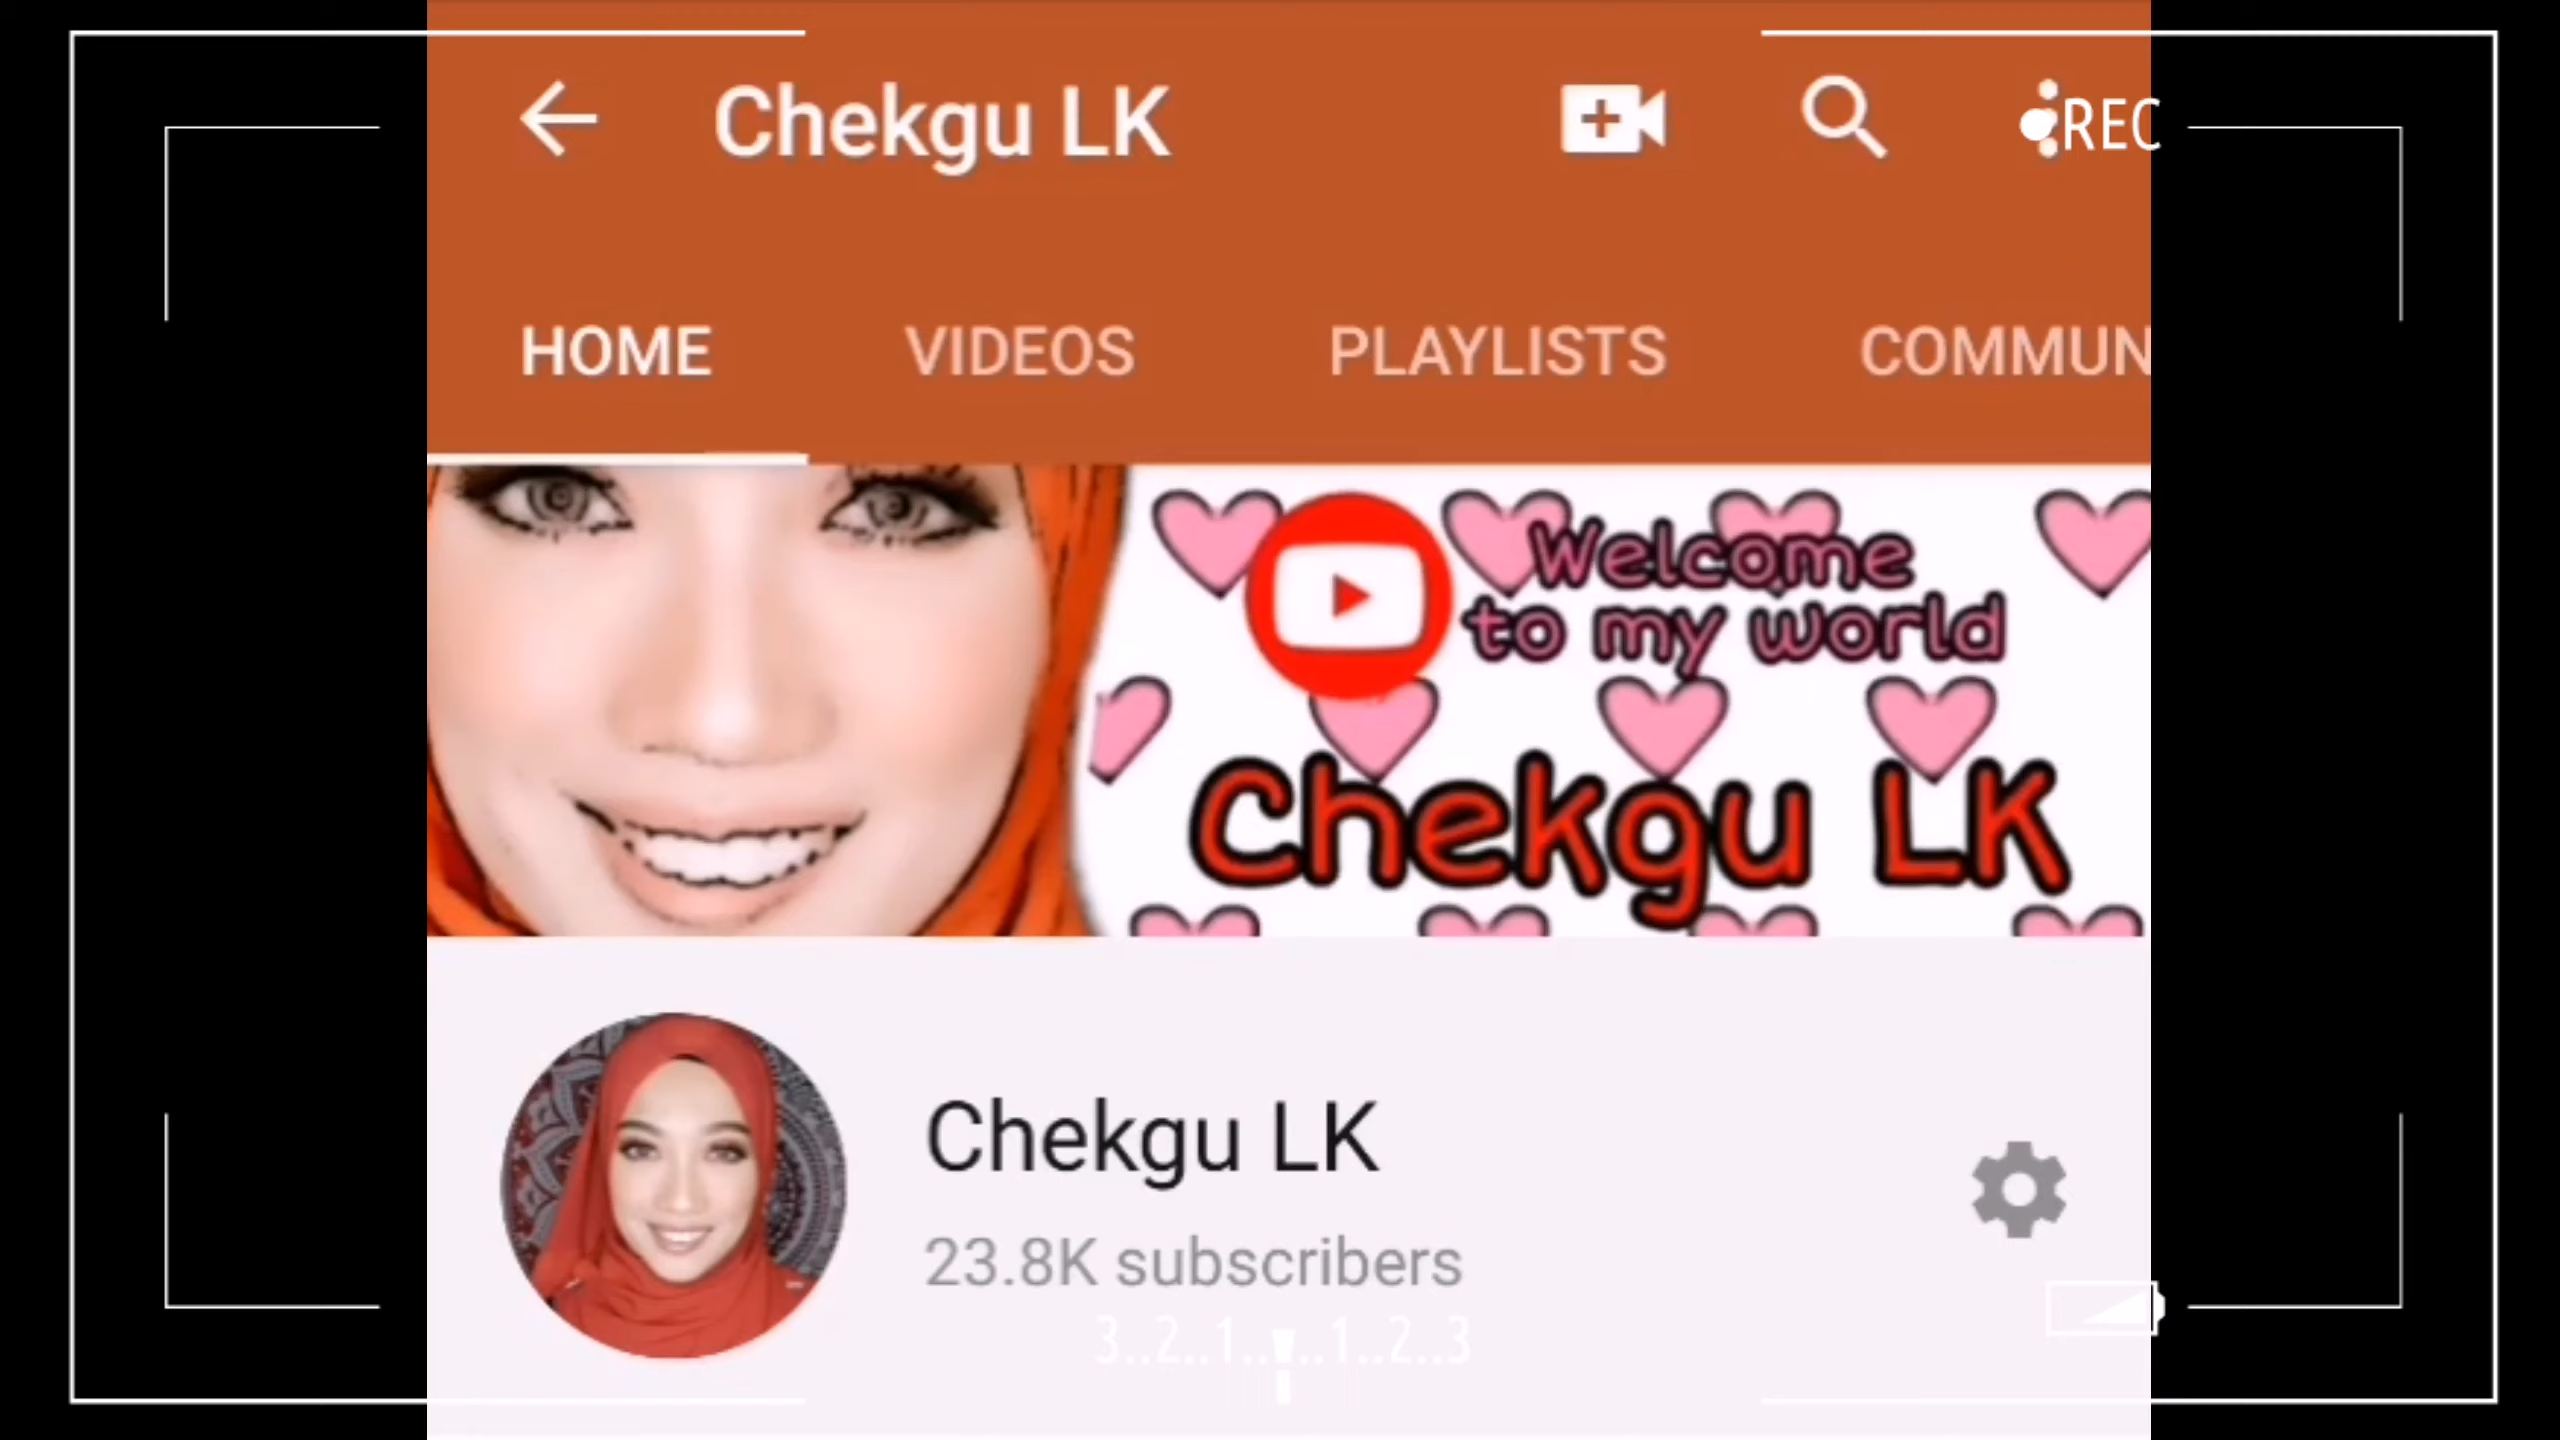 Chekgu LK
REC
HOME VIDEOS PLAYLISTS COMMUN
Welcome
to my world
Chekgu LK
Chekgu LK
23.8K subscribers
3..2..1..!..1..2..3